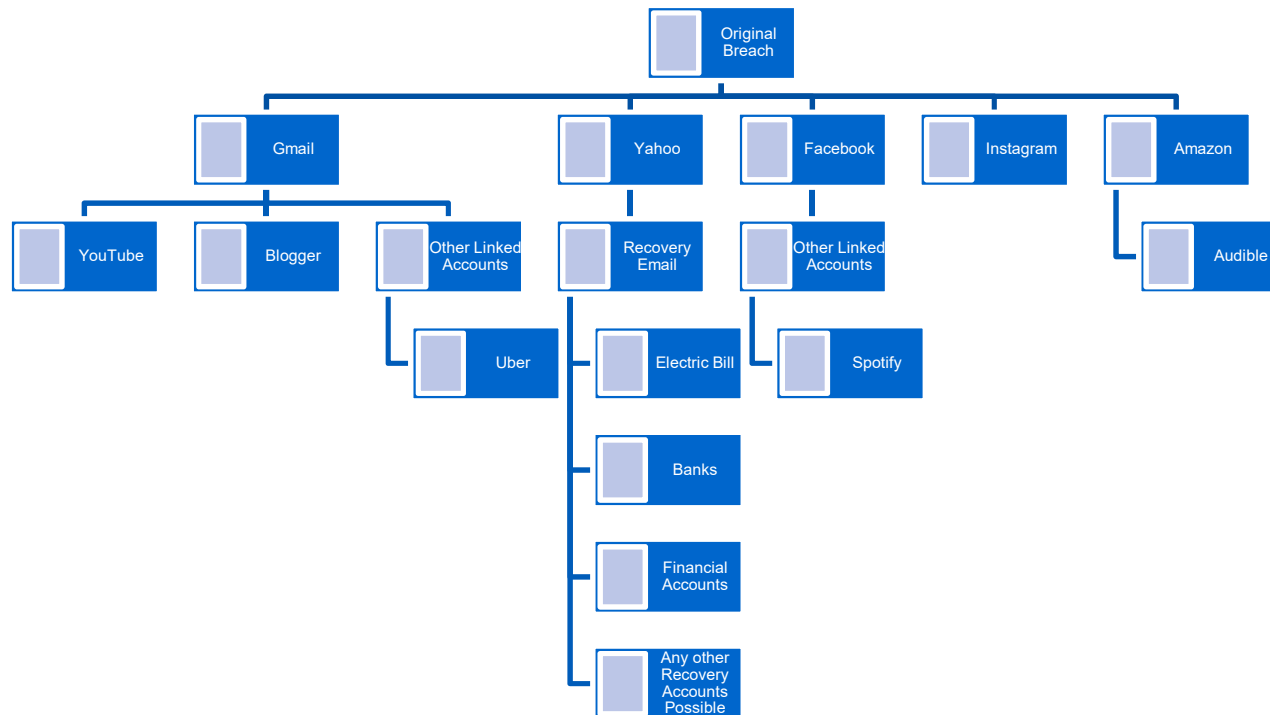 Original
Breach
Gmail
Yahoo
Facebook
Instagram
Amazon
YouTube
Blogger
Other Linked
Accounts
Recovery
Email
Other Linked
Accounts
Audible
Uber
Electric Bill
Spotify
Banks
Financial
Accounts
Any other
Recovery
Accounts
Possible